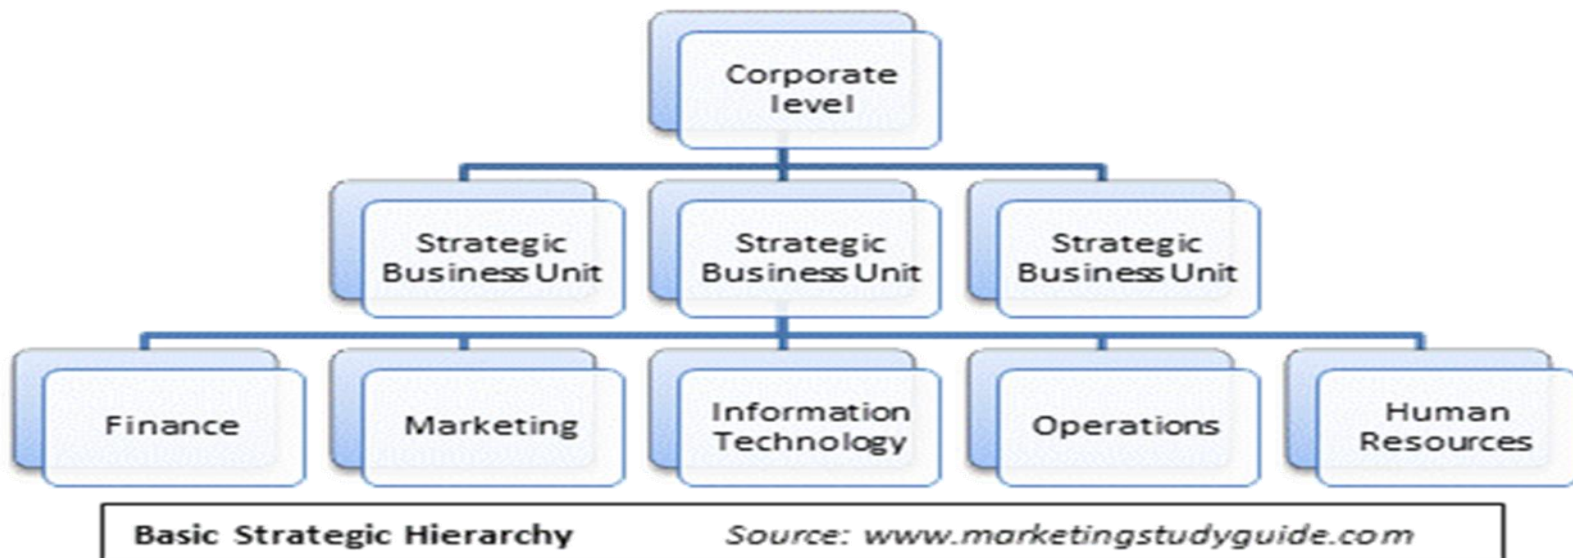 Corporate
level
Strategic
Business Unit
Strategic
Business Unit
Strategic
Business Unit
Finance
Marketing
Information
Technology
Operations
Human
Resources
Basic Strategic Hierarchy Source: www.marketingstudyguide.com